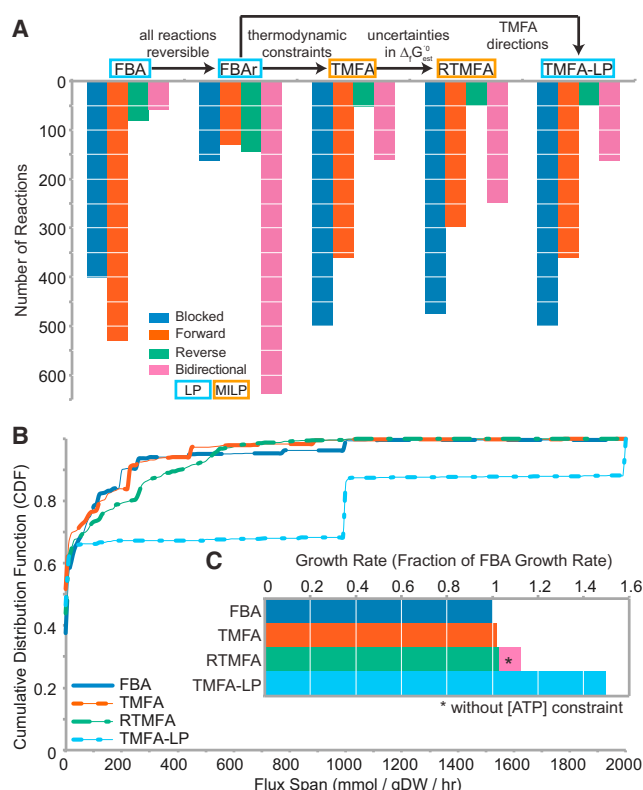 A
all reactions reversible
thermodynamic constraints
uncertainties in ΔfG'°est
TMFA directions
FBA
FBAr
TMFA
RTMFA
TMFA-LP
Number of Reactions
0
100
200
300
400
500
600
Blocked
Forward
Reverse
Bidirectional
LP
MILP
B
Cumulative Distribution Function (CDF)
0.8
0.6
0.4
0.2
0
FBA
TMFA
RTMFA
TMFA-LP
0 200 400 600 800 1000 1200 1400 1600 1800 2000
Flux Span (mmol / gDW / hr)
C
Growth Rate (Fraction of FBA Growth Rate)
0 0.2 0.4 0.6 0.8 1 1.2 1.4 1.6
FBA
TMFA
RTMFA
*
TMFA-LP
* without [ATP] constraint